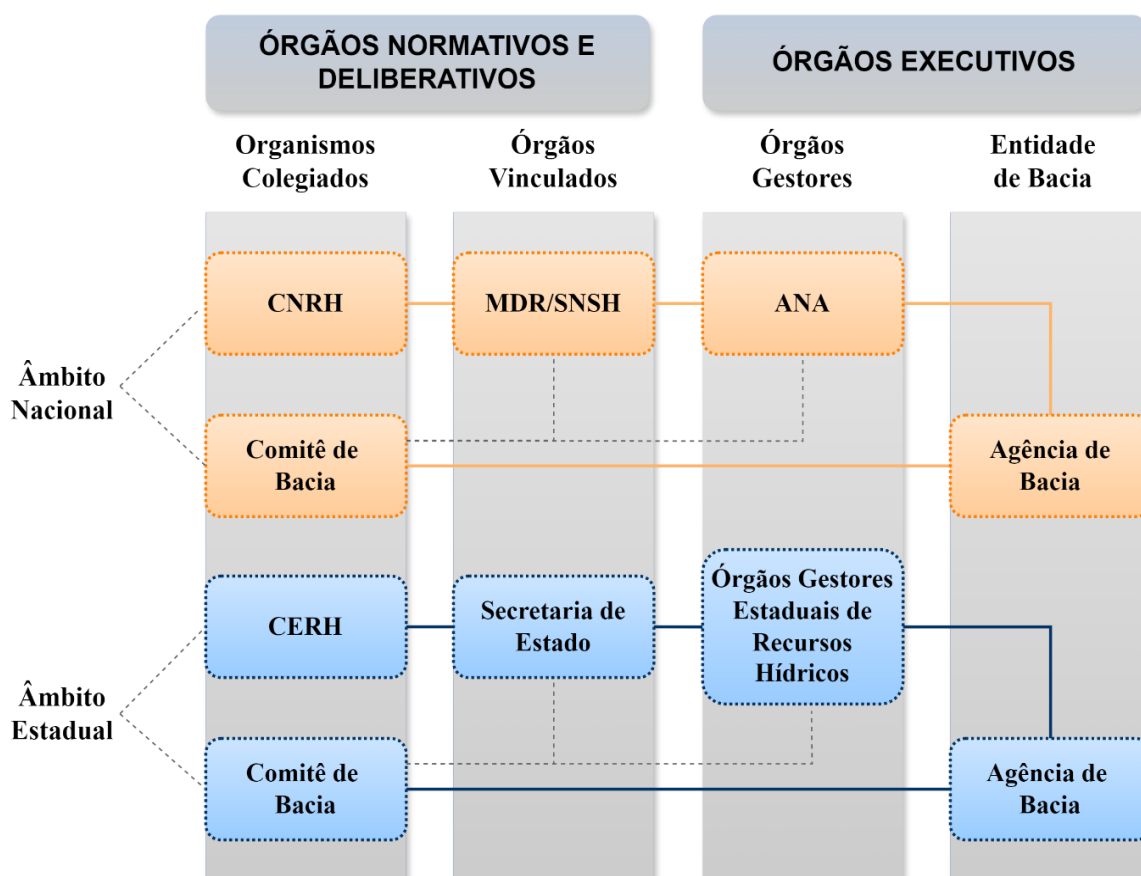 ÓRGÃOS NORMATIVOS E
DELIBERATIVOS
ÓRGÃOS EXECUTIVOS
Organismos
Colegiados
Órgãos
Vinculados
Órgãos
Gestores
Entidade
de Bacia
Âmbito
Nacional
CNRH
MDR/SNSH
ANA
Comitê de
Bacia
Agência de
Bacia
Âmbito
Estadual
CERH
Secretaria de
Estado
Órgãos Gestores
Estaduais de
Recursos
Hídricos
Comitê de
Bacia
Agência de
Bacia